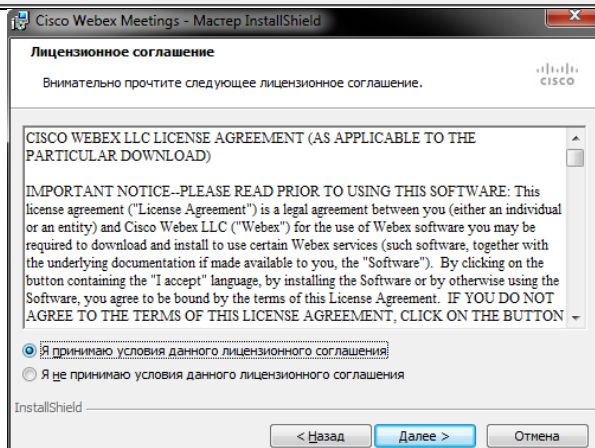 Cisco Webex Meetings - Мастер InstallShield
Лицензионное соглашение
Внимательно прочтите следующее лицензионное соглашение.
CISCO
CISCO WEBEX LLC LICENSE AGREEMENT (AS APPLICABLE TO THE
PARTICULAR DOWNLOAD)
IMPORTANT NOTICE--PLEASE READ PRIOR TO USING THIS SOFTWARE: This
license agreement ("License Agreement") is a legal agreement between you (either an individual
or an entity) and Cisco Webex LLC ("Webex") for the use of Webex software you may be
required to download and install to use certain Webex services (such software, together with
the underlying documentation if made available to you, the "Software"). By clicking on the
button containing the "I accept" language, by installing the Software or by otherwise using the
Software, you agree to be bound by the terms of this License Agreement. IF YOU DO NOT
AGREE TO THE TERMS OF THIS LICENSE AGREEMENT, CLICK ON THE BUTTON
Я принимаю условия данного лицензионного соглашения
Я не принимаю условия данного лицензионного соглашения
InstallShield
< Назад
Далее >
Отмена